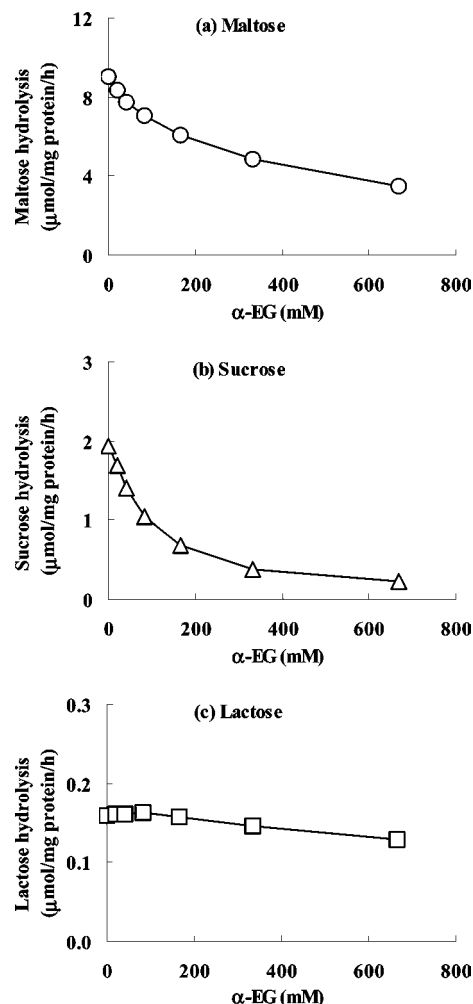 (a) Maltose
Maltose hydrolysis
(μmol/mg protein/h)
12
8
4
0
0 200 400 600 800
α-EG (mM)
(b) Sucrose
Sucrose hydrolysis
(μmol/mg protein/h)
3
2
1
0
0 200 400 600 800
α-EG (mM)
(c) Lactose
Lactose hydrolysis
(μmol/mg protein/h)
0.3
0.2
0.1
0.0
0 200 400 600 800
α-EG (mM)